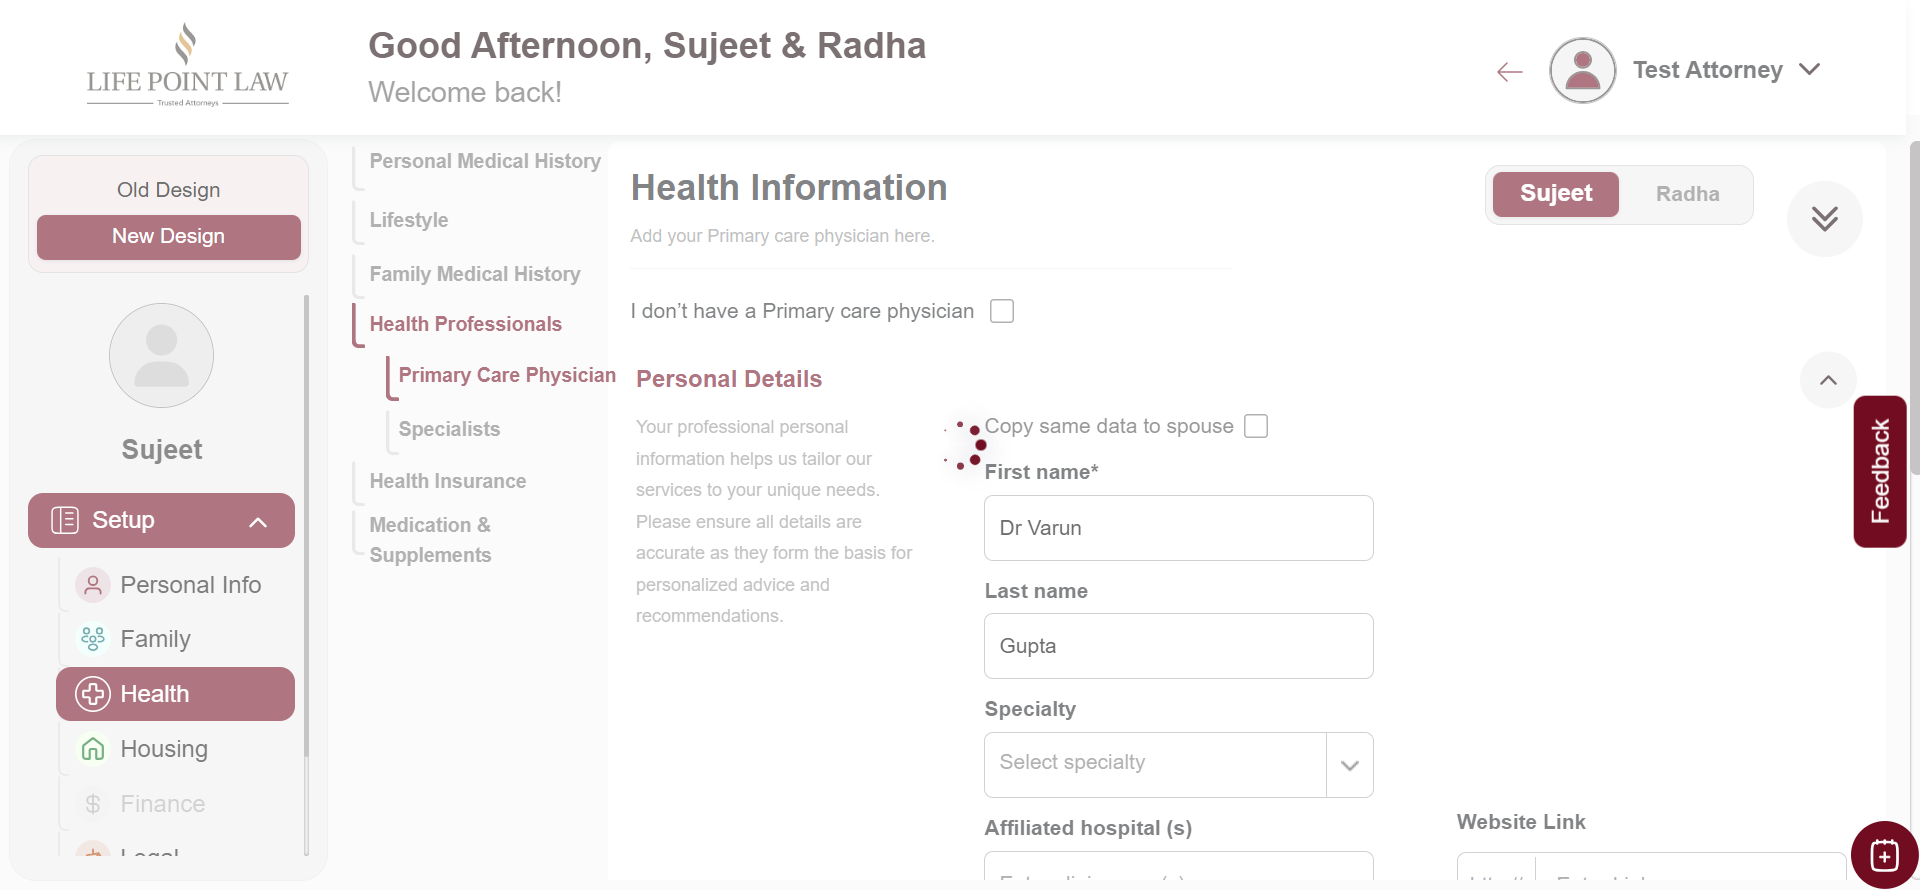 LIFE POINT LAW
Trusted Attorneys
Good Afternoon, Sujeet & Radha
Welcome back!
Test Attorney
Old Design
New Design
Sujeet
Setup
Personal Info
Family
Health
Housing
Finance
Legal
Personal Medical History
Lifestyle
Family Medical History
Health Professionals
Primary Care Physician
Specialists
Health Insurance
Medication &
Supplements
Health Information
Add your Primary care physician here.
Sujeet
Radha
I don’t have a Primary care physician
Personal Details
Your professional personal
information helps us tailor our
services to your unique needs.
Please ensure all details are
accurate as they form the basis for
personalized advice and
recommendations.
Copy same data to spouse
First name*
Dr Varun
Last name
Gupta
Specialty
Select specialty
Affiliated hospital (s)
Website Link
Feedback